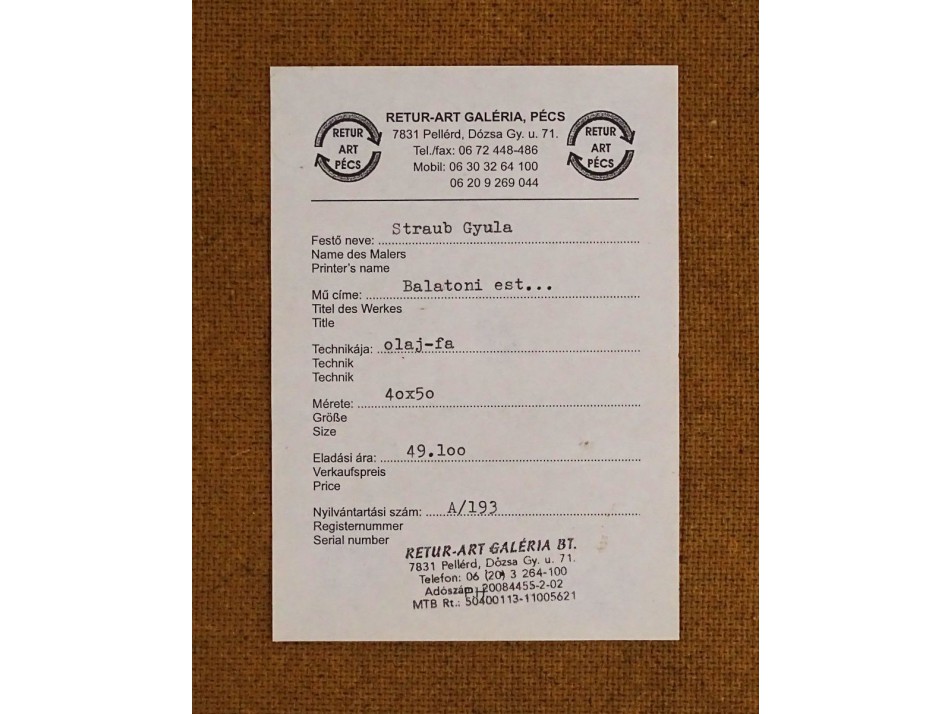 RETUR ART PÉCS
RETUR-ART GALÉRIA, PÉCS
7831 Pellérd, Dózsa Gy. u. 71.
Tel./fax: 06 72 448-486
Mobil: 06 30 32 64 100
06 20 9 269 044
RETUR ART PÉCS
Festő neve: Straub Gyula
Name des Malers
Printer's name
Mű címe: Balatoni est...
Titel des Werkes
Title
Technikája: olaj-fa
Technik
Technik
Mérete: 4ox5o
Größe
Size
Eladási ára: 49.loo
Verkaufspreis
Price
Nyilvántartási szám: A/193
Registernummer
Serial number
RETUR-ART GALÉRIA BT.
7831 Pellérd, Dózsa Gy. u. 71.
Telefon: 06 (20) 3 264-100
Adószám: 20084455-2-02
MTB Rt.: 50400113-11005621